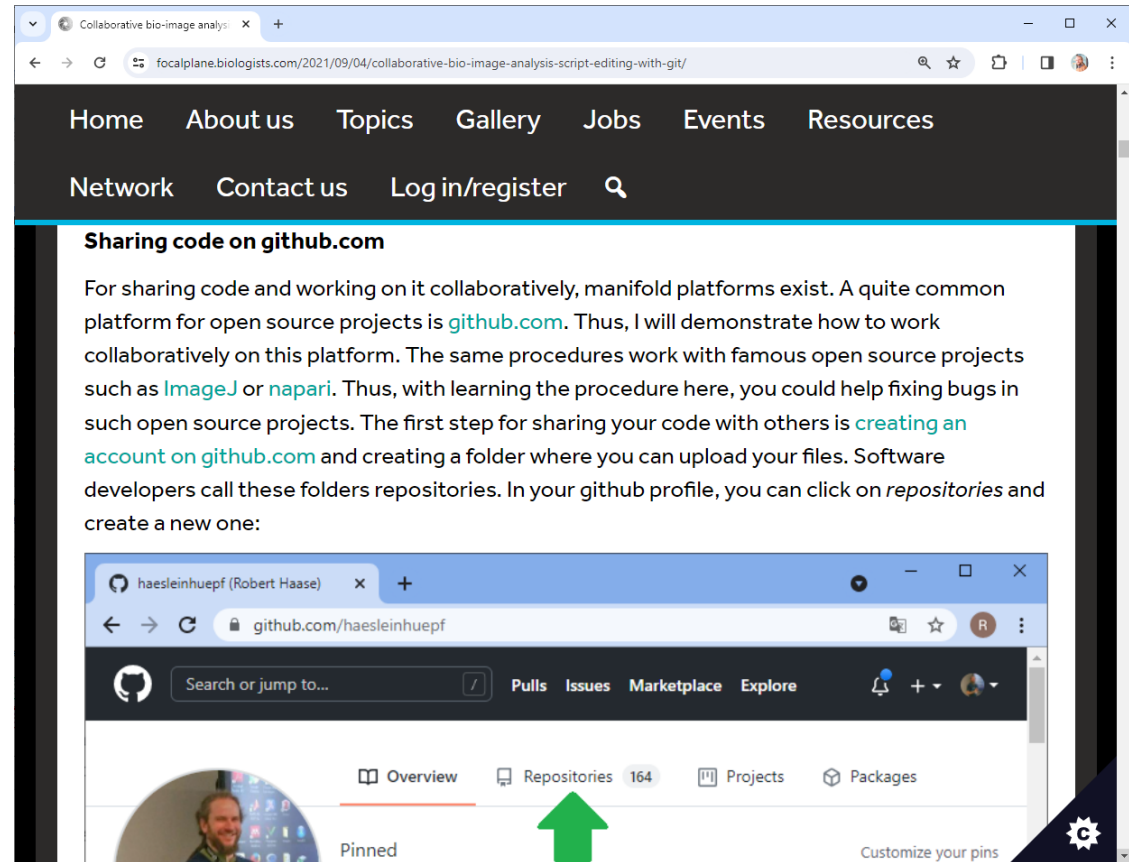 Collaborative bio-image analys
focalplane.biologists.com/2021/09/04/collaborative-bio-image-analysis-script-editing-with-git/
Home About us Topics Gallery Jobs Events Resources
Network Contact us Log in/register
Sharing code on github.com
For sharing code and working on it collaboratively, manifold platforms exist. A quite common
platform for open source projects is github.com. Thus, I will demonstrate how to work
collaboratively on this platform. The same procedures work with famous open source projects
such as ImageJ or napari. Thus, with learning the procedure here, you could help fixing bugs in
such open source projects. The first step for sharing your code with others is creating an
account on github.com and creating a folder where you can upload your files. Software
developers call these folders repositories. In your github profile, you can click on repositories and
create a new one:
haesleinhuepf (Robert Haase)
github.com/haesleinhuepf R
Search or jump to... / Pulls Issues Marketplace Explore
Overview Repositories 164 Projects Packages
Pinned Customize your pins
C